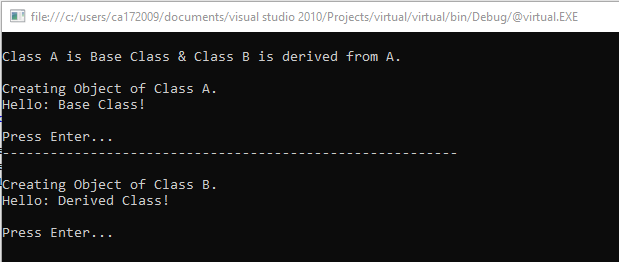 file:///c:/users/ca172009/documents/visual studio 2010/Projects/virtual/virtual/bin/Debug/@virtual.EXE
Class A is Base Class & Class B is derived from A.
Creating Object of Class A.
Hello: Base Class!
Press Enter...
---------------------------------------------------------
Creating Object of Class B.
Hello: Derived Class!
Press Enter...